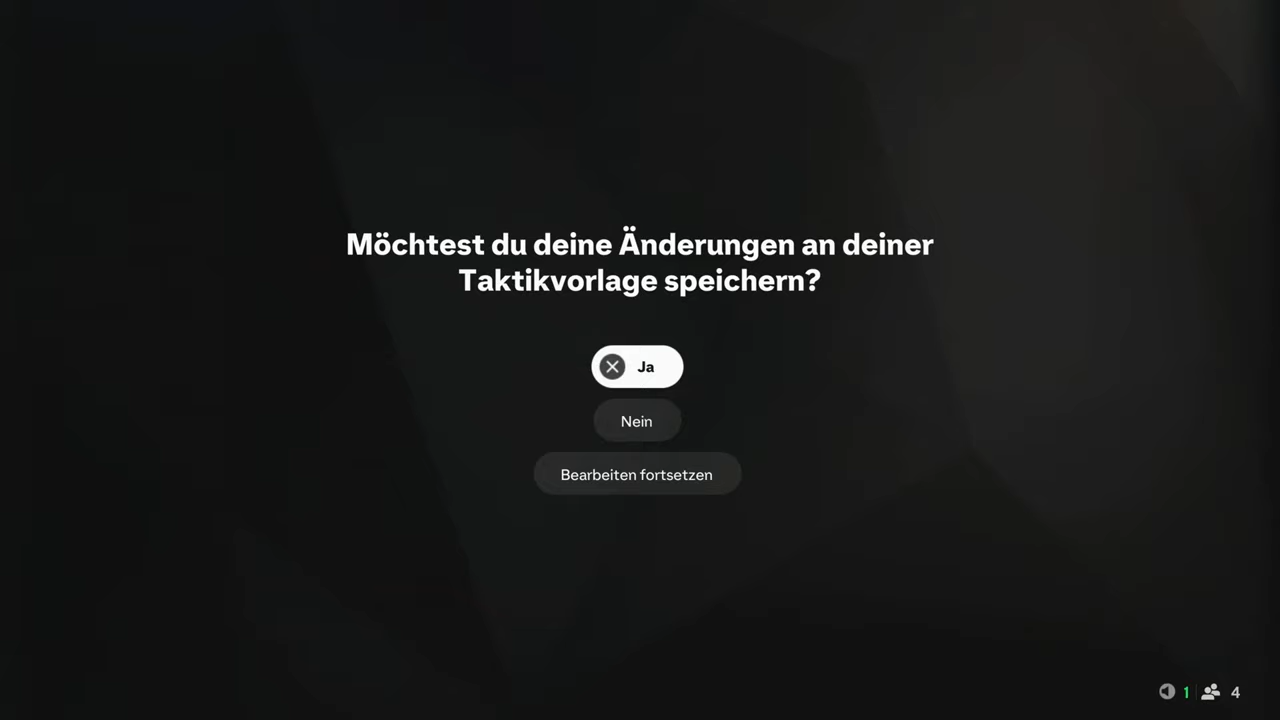 Möchtest du deine Änderungen an deiner
Taktikvorlage speichern?
Ja
Nein
Bearbeiten fortsetzen
1 4